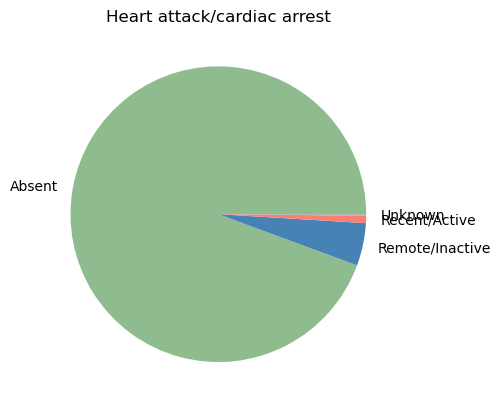 Heart attack/cardiac arrest
Absent
Unknown
Recent/Active
Remote/Inactive